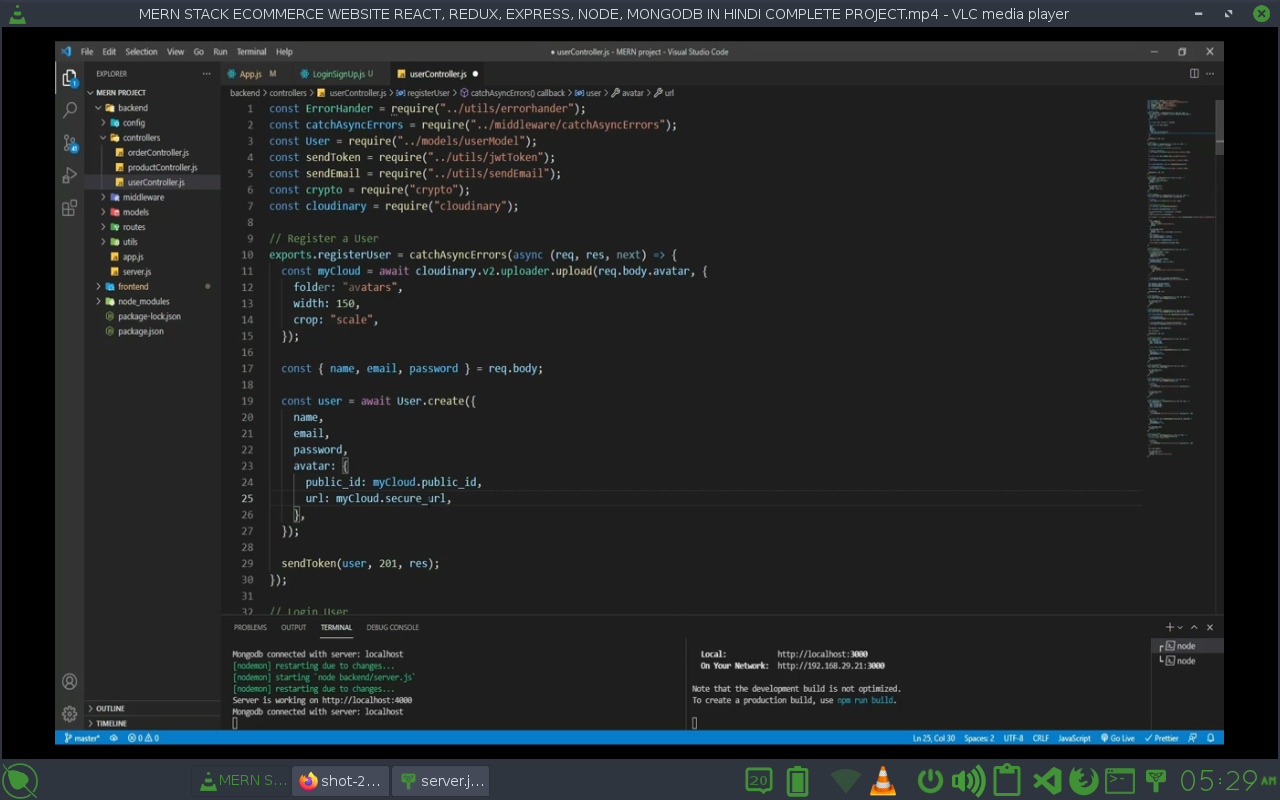 MERN STACK ECOMMERCE WEBSITE REACT, REDUX, EXPRESS, NODE, MONGODB IN HINDI COMPLETE PROJECT.mp4 - VLC media player
File Edit Selection View Go Run Terminal Help
● userController.js - MERN project - Visual Studio Code
EXPLORER ···
App.js M
LoginSignUp.js U
userController.js ●
backend > controllers > userController.js > registerUser > catchAsyncErrors() callback > user > avatar > url
MERN PROJECT
backend
config
controllers
orderController.js
productController.js
userController.js
middleware
models
routes
utils
app.js
server.js
frontend
node_modules
package-lock.json
package.json
OUTLINE
TIMELINE
1 const ErrorHander = require("../utils/errorhander");
2 const catchAsyncErrors = require("../middleware/catchAsyncErrors");
3 const User = require("../models/userModel");
4 const sendToken = require("../utils/jwtToken");
5 const sendEmail = require("../utils/sendEmail");
6 const crypto = require("crypto");
7 const cloudinary = require("cloudinary");
8
9 // Register a User
10 exports.registerUser = catchAsyncErrors(async (req, res, next) => {
11 const myCloud = await cloudinary.v2.uploader.upload(req.body.avatar, {
12 folder: "avatars",
13 width: 150,
14 crop: "scale",
15 });
16
17 const { name, email, password } = req.body;
18
19 const user = await User.create({
20 name,
21 email,
22 password,
23 avatar: {
24 public_id: myCloud.public_id,
25 url: myCloud.secure_url,
26 },
27 });
28
29 sendToken(user, 201, res);
30 });
31
32 // Login User
PROBLEMS OUTPUT TERMINAL DEBUG CONSOLE
Mongodb connected with server: localhost
[nodemon] restarting due to changes...
[nodemon] starting `node backend/server.js`
[nodemon] restarting due to changes...
Server is working on http://localhost:4000
Mongodb connected with server: localhost
Local: http://localhost:3000
On Your Network: http://192.168.29.21:3000
Note that the development build is not optimized.
To create a production build, use npm run build.
node
node
master* 0 0
Ln 25, Col 30 Spaces: 2 UTF-8 CRLF JavaScript Go Live Prettier
MERN S...
shot-2...
server.j...
20
05:29 AM